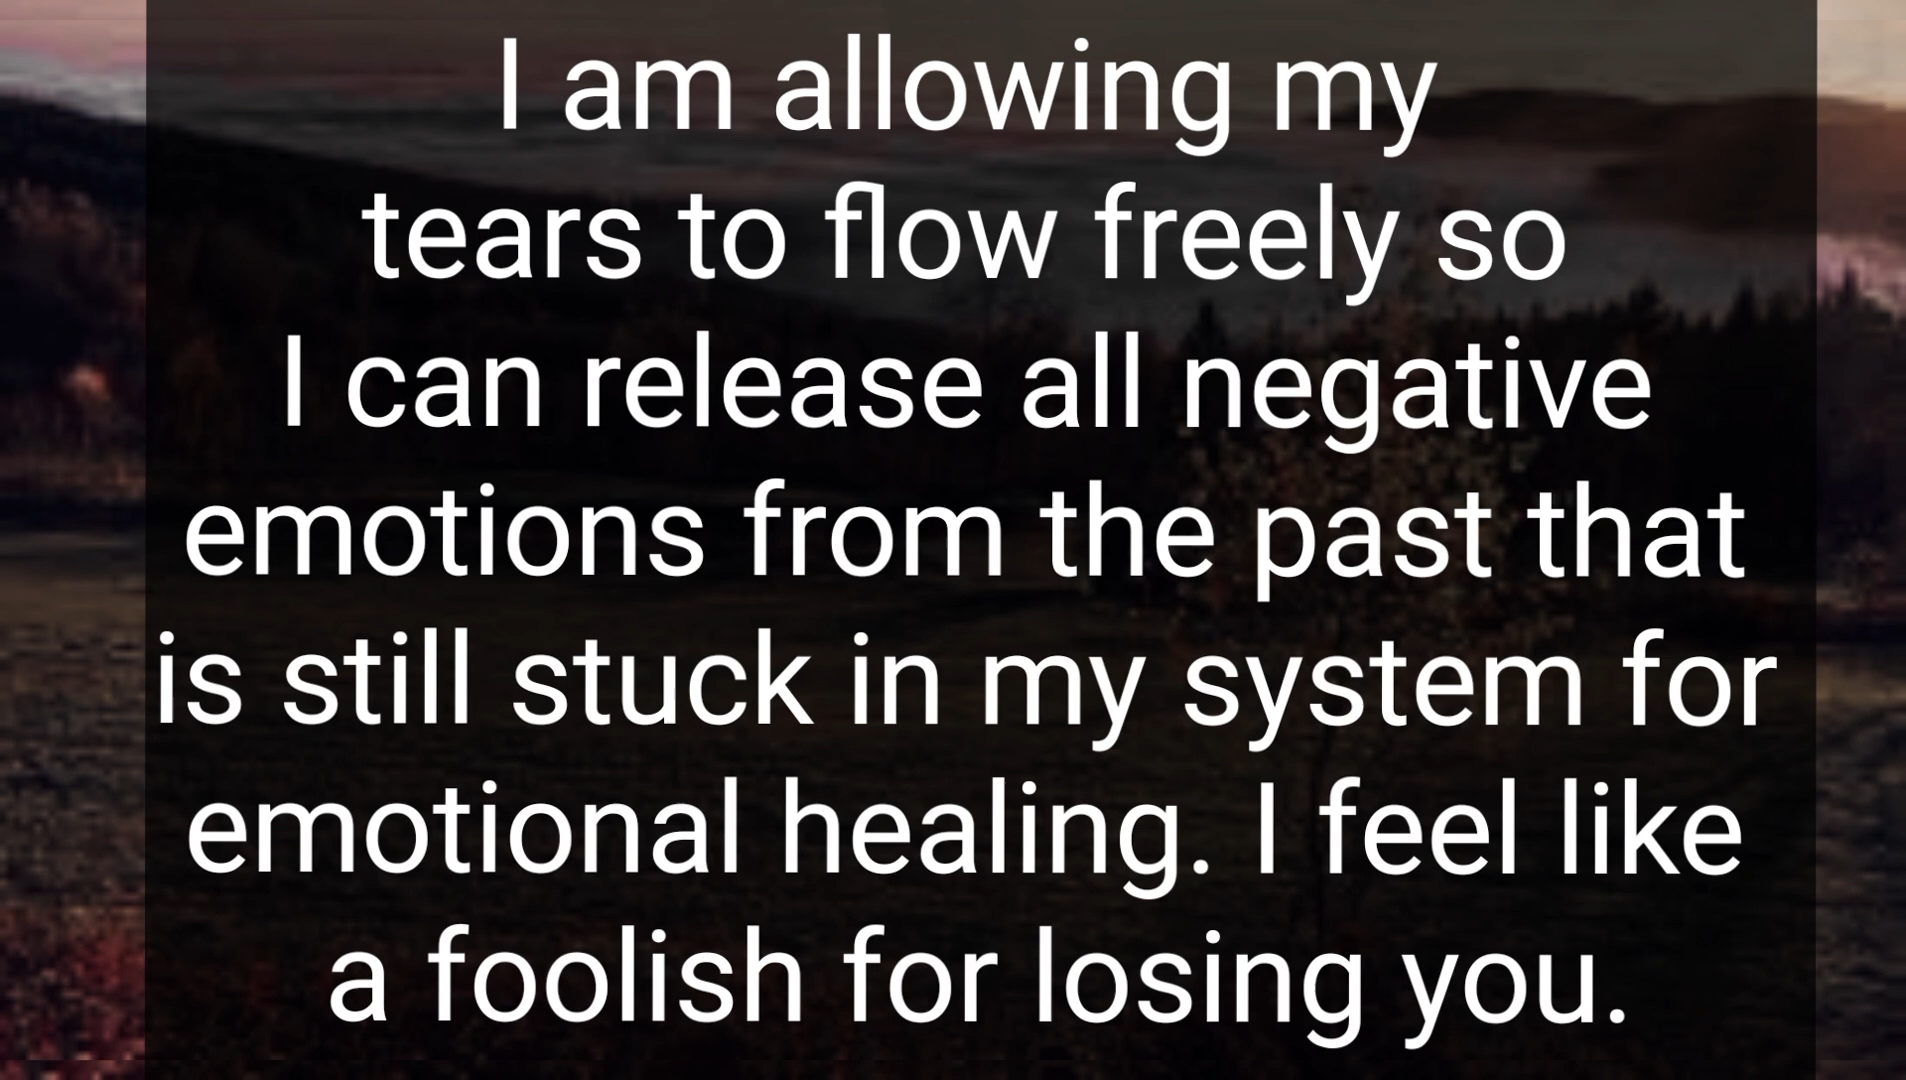 I am allowing my
tears to flow freely so
I can release all negative
emotions from the past that
is still stuck in my system for
emotional healing. I feel like
a foolish for losing you.